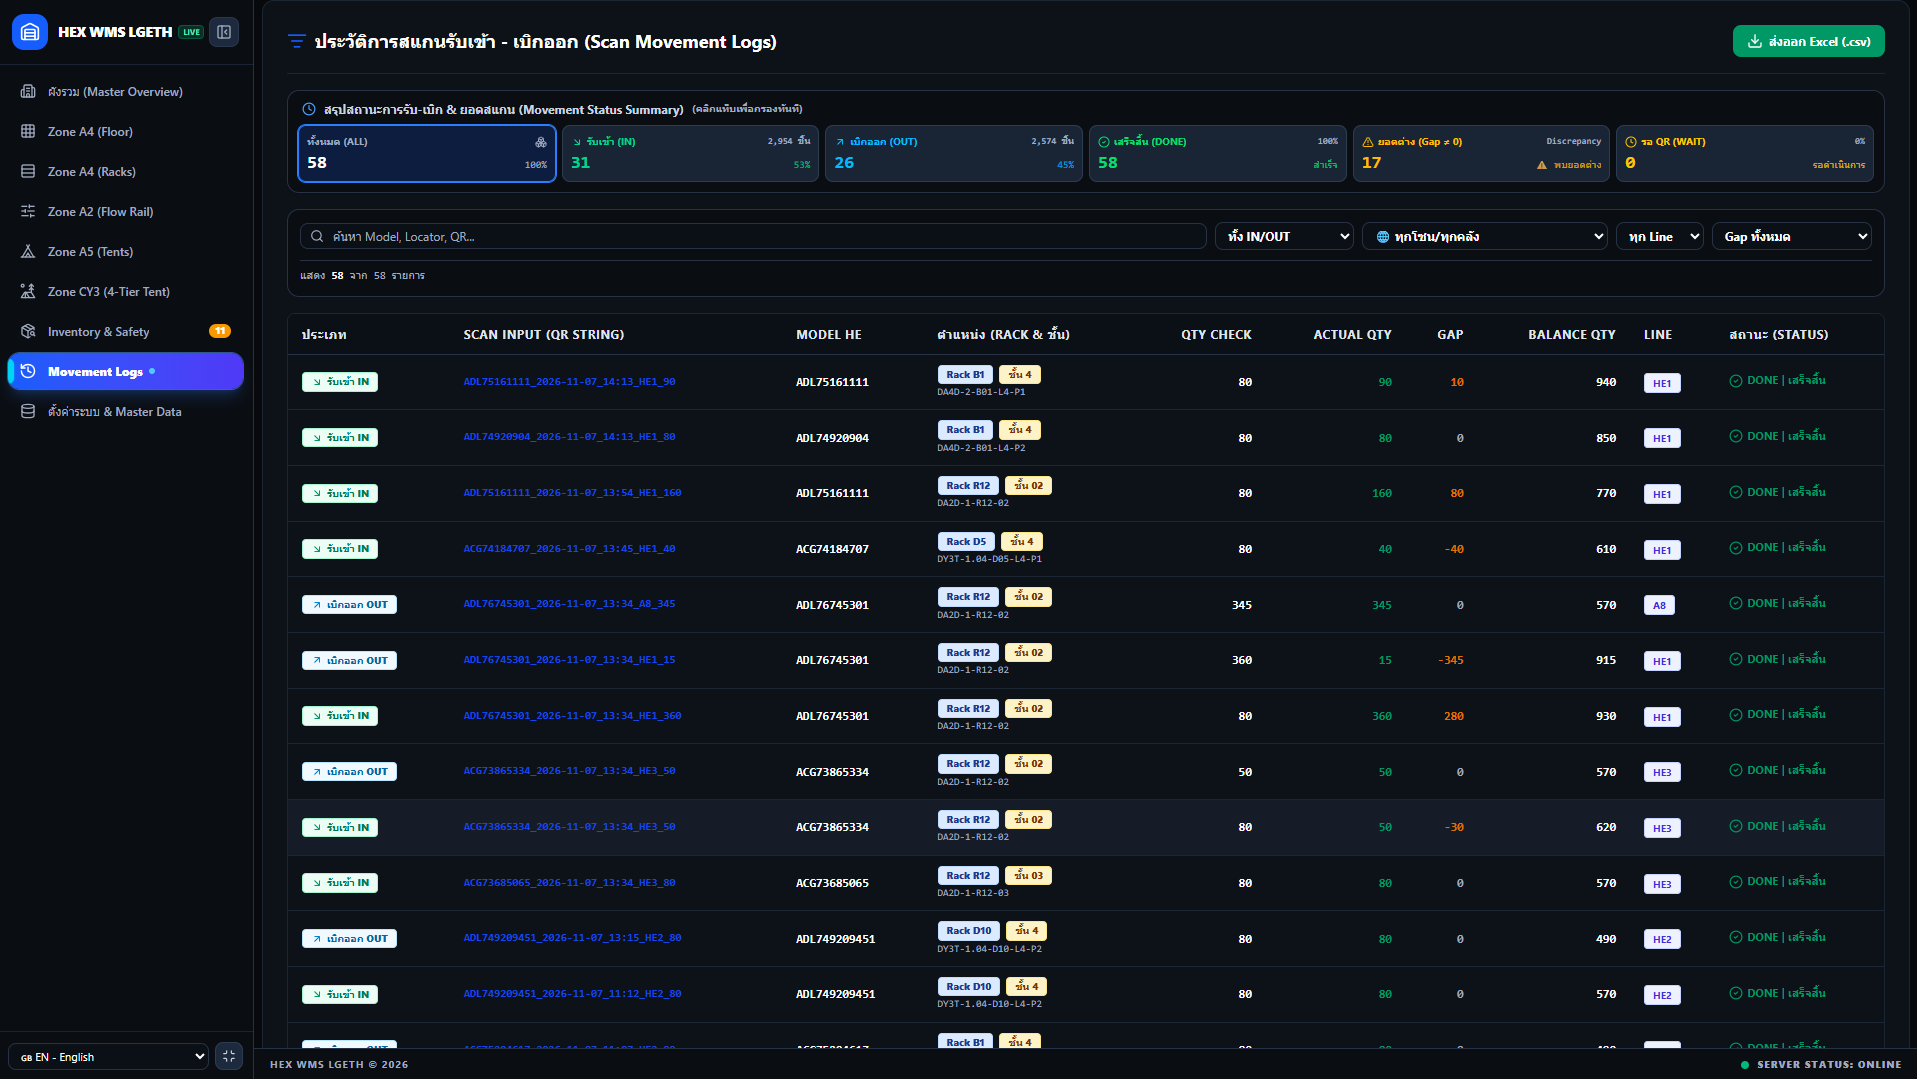 HEX WMS LGETH LIVE
ผังรวม (Master Overview)
Zone A4 (Floor)
Zone A4 (Racks)
Zone A2 (Flow Rail)
Zone A5 (Tents)
Zone CY3 (4-Tier Tent)
Inventory & Safety 11
Movement Logs
ตั้งค่าระบบ & Master Data
GB EN - English
ประวัติการสแกนรับเข้า - เบิกออก (Scan Movement Logs)
ส่งออก Excel (.csv)
สรุปสถานะการรับ-เบิก & ยอดสแกน (Movement Status Summary) (คลิกแท็บเพื่อกรองทันที)
ทั้งหมด (ALL)
58 100%
รับเข้า (IN) 2,954 ชิ้น
31 53%
เบิกออก (OUT) 2,574 ชิ้น
26 45%
เสร็จสิ้น (DONE) 100%
58 สำเร็จ
ยอดต่าง (Gap ≠ 0) Discrepancy
17 พบยอดต่าง
รอ QR (WAIT) 0%
0 รอดำเนินการ
ค้นหา Model, Locator, QR... ทั้ง IN/OUT ทุกโซน/ทุกคลัง ทุก Line Gap ทั้งหมด
แสดง 58 จาก 58 รายการ
ประเภท SCAN INPUT (QR STRING) MODEL HE ตำแหน่ง (RACK & ชั้น) QTY CHECK ACTUAL QTY GAP BALANCE QTY LINE สถานะ (STATUS)
รับเข้า IN ADL75161111_2026-11-07_14:13_HE1_90 ADL75161111 Rack B1 ชั้น 4 80 90 10 940 HE1 DONE | เสร็จสิ้น
DA4D-2-B01-L4-P1
รับเข้า IN ADL74920904_2026-11-07_14:13_HE1_80 ADL74920904 Rack B1 ชั้น 4 80 80 0 850 HE1 DONE | เสร็จสิ้น
DA4D-2-B01-L4-P2
รับเข้า IN ADL75161111_2026-11-07_13:54_HE1_160 ADL75161111 Rack R12 ชั้น 02 80 160 80 770 HE1 DONE | เสร็จสิ้น
DA2D-1-R12-02
รับเข้า IN ACG74184707_2026-11-07_13:45_HE1_40 ACG74184707 Rack D5 ชั้น 4 80 40 -40 610 HE1 DONE | เสร็จสิ้น
DY3T-1.04-D05-L4-P1
เบิกออก OUT ADL76745301_2026-11-07_13:34_A8_345 ADL76745301 Rack R12 ชั้น 02 345 345 0 570 A8 DONE | เสร็จสิ้น
DA2D-1-R12-02
เบิกออก OUT ADL76745301_2026-11-07_13:34_HE1_15 ADL76745301 Rack R12 ชั้น 02 360 15 -345 915 HE1 DONE | เสร็จสิ้น
DA2D-1-R12-02
รับเข้า IN ADL76745301_2026-11-07_13:34_HE1_360 ADL76745301 Rack R12 ชั้น 02 80 360 280 930 HE1 DONE | เสร็จสิ้น
DA2D-1-R12-02
เบิกออก OUT ACG73865334_2026-11-07_13:34_HE3_50 ACG73865334 Rack R12 ชั้น 02 50 50 0 570 HE3 DONE | เสร็จสิ้น
DA2D-1-R12-02
รับเข้า IN ACG73865334_2026-11-07_13:34_HE3_50 ACG73865334 Rack R12 ชั้น 02 80 50 -30 620 HE3 DONE | เสร็จสิ้น
DA2D-1-R12-02
รับเข้า IN ACG73685065_2026-11-07_13:34_HE3_80 ACG73685065 Rack R12 ชั้น 03 80 80 0 570 HE3 DONE | เสร็จสิ้น
DA2D-1-R12-03
เบิกออก OUT ADL749209451_2026-11-07_13:15_HE2_80 ADL749209451 Rack D10 ชั้น 4 80 80 0 490 HE2 DONE | เสร็จสิ้น
DY3T-1.04-D10-L4-P2
รับเข้า IN ADL749209451_2026-11-07_11:12_HE2_80 ADL749209451 Rack D10 ชั้น 4 80 80 0 570 HE2 DONE | เสร็จสิ้น
DY3T-1.04-D10-L4-P2
Rack B1 ชั้น 4
HEX WMS LGETH © 2026 SERVER STATUS: ONLINE